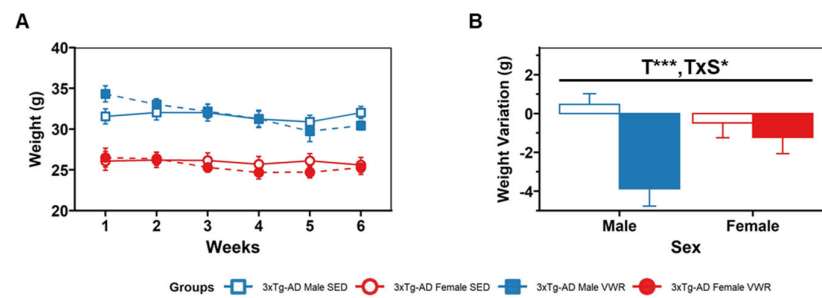 A
Weight (g)
40
35
30
25
20
1 2 3 4 5 6
Weeks
B
Weight Variation (g)
T***,TxS*
2
0
-2
-4
Male Female
Sex
Groups 3xTg-AD Male SED 3xTg-AD Female SED 3xTg-AD Male VWR 3xTg-AD Female VWR